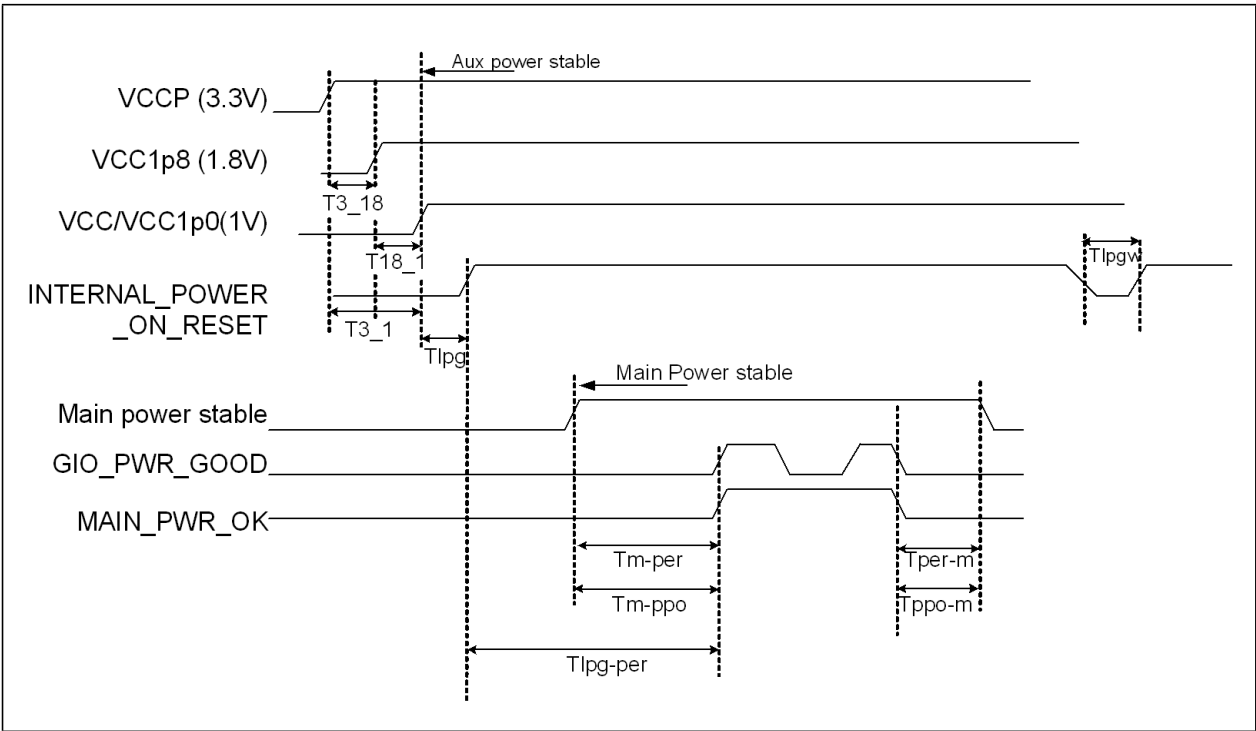 Aux power stable
VCCP (3.3V)
VCC1p8 (1.8V)
T3_18
VCC/VCC1p0(1V)
T18_1
Tlpgw
INTERNAL_POWER
_ON_RESET
T3_1
Tlpg
Main Power stable
Main power stable
GIO_PWR_GOOD
MAIN_PWR_OK
Tm-per
Tper-m
Tm-ppo
Tppo-m
Tlpg-per